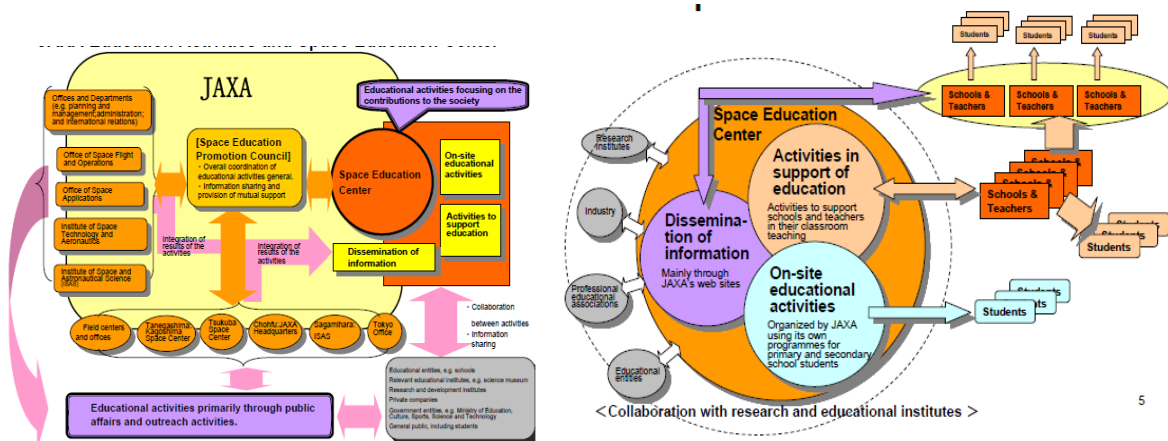 JAXA
Educational activities focusing on the
contributions to the society
Offices and Departments
(e.g. planning and
management;administration;
and international relations)
Office of Space Flight
and Operations
Office of Space
Applications
Institute of Space
Technology and
Aeronautics
Institute of Space and
Astronautical Science
(ISAS)
[Space Education
Promotion Council]
・Overall coordination of
educational activities general.
・Information sharing and
provision of mutual support
Space Education
Center
On-site
educational
activities
Activities to
support
education
Dissemination of
information
Integration of
results of the
activities
Integration of
results of the
activities
Field centers
and offices
Tanegashima:
Kagoshima
Space Center
Tsukuba
Space
Center
Chohfu:JAXA
Headquarters
Sagamihara:
ISAS
Tokyo
Office
・Collaboration
between activities
・Information
sharing
Educational entities, e.g. schools
Relevant educational institutes, e.g. science museum
Research and development institutes
Private companies
Government entities, e.g. Ministry of Education,
Culture, Sports, Science and Technology
General public, including students
Educational activities primarily through public
affairs and outreach activities.
Students
Students
Students
Schools &
Teachers
Schools &
Teachers
Schools &
Teachers
Space Education
Center
Research
institutes
Industry
Professional
educational
associations
Educational
entities
Activities in
support of
education
Activities to support
schools and teachers
in their classroom
teaching
Dissemina-
tion of
information
Mainly through
JAXA's web sites
On-site
educational
activities
Organized by JAXA
using its own
programmes for
primary and secondary
school students
Schools &
Teachers
Students
Students
<Collaboration with research and educational institutes >
5